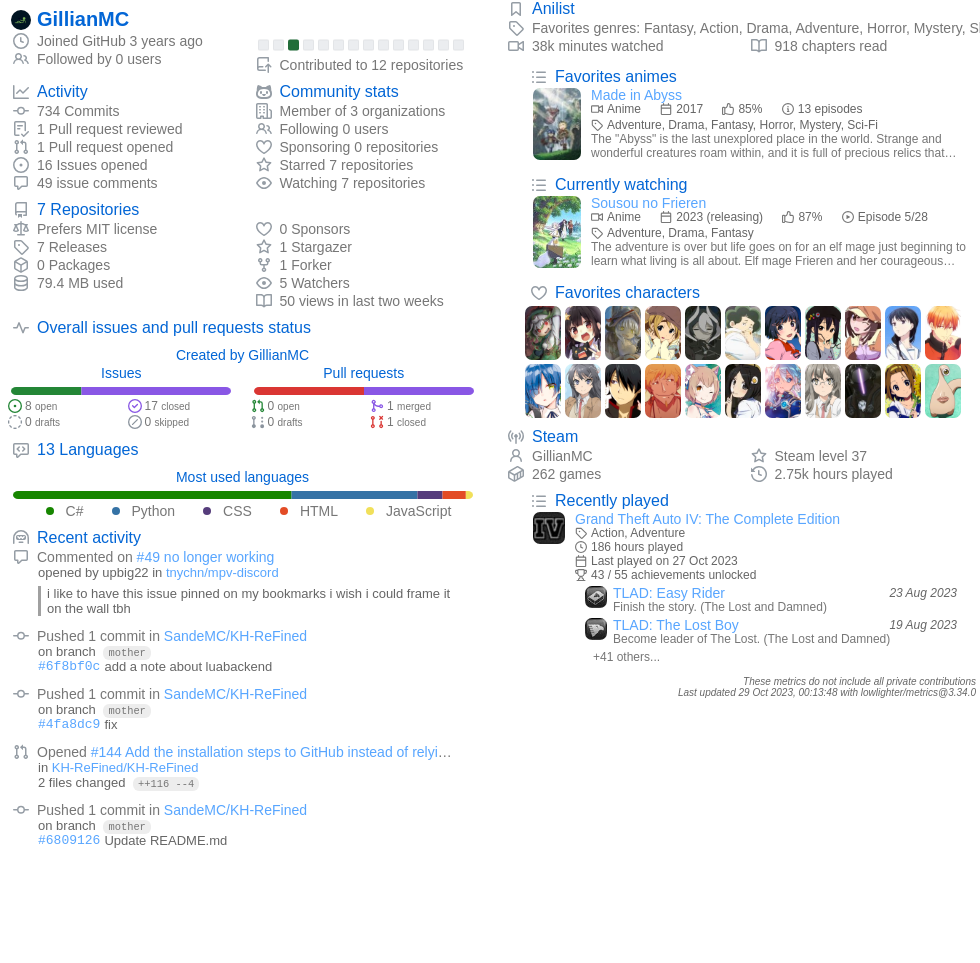 GillianMC
Joined GitHub 3 years ago
Followed by 0 users
Contributed to 12 repositories
Activity
734 Commits
1 Pull request reviewed
1 Pull request opened
16 Issues opened
49 issue comments
Community stats
Member of 3 organizations
Following 0 users
Sponsoring 0 repositories
Starred 7 repositories
Watching 7 repositories
7 Repositories
Prefers MIT license
7 Releases
0 Packages
79.4 MB used
0 Sponsors
1 Stargazer
1 Forker
5 Watchers
50 views in last two weeks
Overall issues and pull requests status
Created by GillianMC
Issues
8 open
17 closed
0 drafts
0 skipped
Pull requests
0 open
1 merged
0 drafts
1 closed
13 Languages
Most used languages
C# Python CSS HTML JavaScript
Recent activity
Commented on #49 no longer working
opened by upbig22 in tnychn/mpv-discord
i like to have this issue pinned on my bookmarks i wish i could frame it
on the wall tbh
Pushed 1 commit in SandeMC/KH-ReFined
on branch mother
#6f8bf0c add a note about luabackend
Pushed 1 commit in SandeMC/KH-ReFined
on branch mother
#4fa8dc9 fix
Opened #144 Add the installation steps to GitHub instead of relyi…
in KH-ReFined/KH-ReFined
2 files changed ++116 --4
Pushed 1 commit in SandeMC/KH-ReFined
on branch mother
#6809126 Update README.md
Anilist
Favorites genres: Fantasy, Action, Drama, Adventure, Horror, Mystery, Sl
38k minutes watched
918 chapters read
Favorites animes
Made in Abyss
Anime 2017 85% 13 episodes
Adventure, Drama, Fantasy, Horror, Mystery, Sci-Fi
The "Abyss" is the last unexplored place in the world. Strange and
wonderful creatures roam within, and it is full of precious relics that…
Currently watching
Sousou no Frieren
Anime 2023 (releasing) 87% Episode 5/28
Adventure, Drama, Fantasy
The adventure is over but life goes on for an elf mage just beginning to
learn what living is all about. Elf mage Frieren and her courageous…
Favorites characters
Steam
GillianMC
Steam level 37
262 games
2.75k hours played
Recently played
IV
Grand Theft Auto IV: The Complete Edition
Action, Adventure
186 hours played
Last played on 27 Oct 2023
43 / 55 achievements unlocked
TLAD: Easy Rider 23 Aug 2023
Finish the story. (The Lost and Damned)
TLAD: The Lost Boy 19 Aug 2023
Become leader of The Lost. (The Lost and Damned)
+41 others...
These metrics do not include all private contributions
Last updated 29 Oct 2023, 00:13:48 with lowlighter/metrics@3.34.0